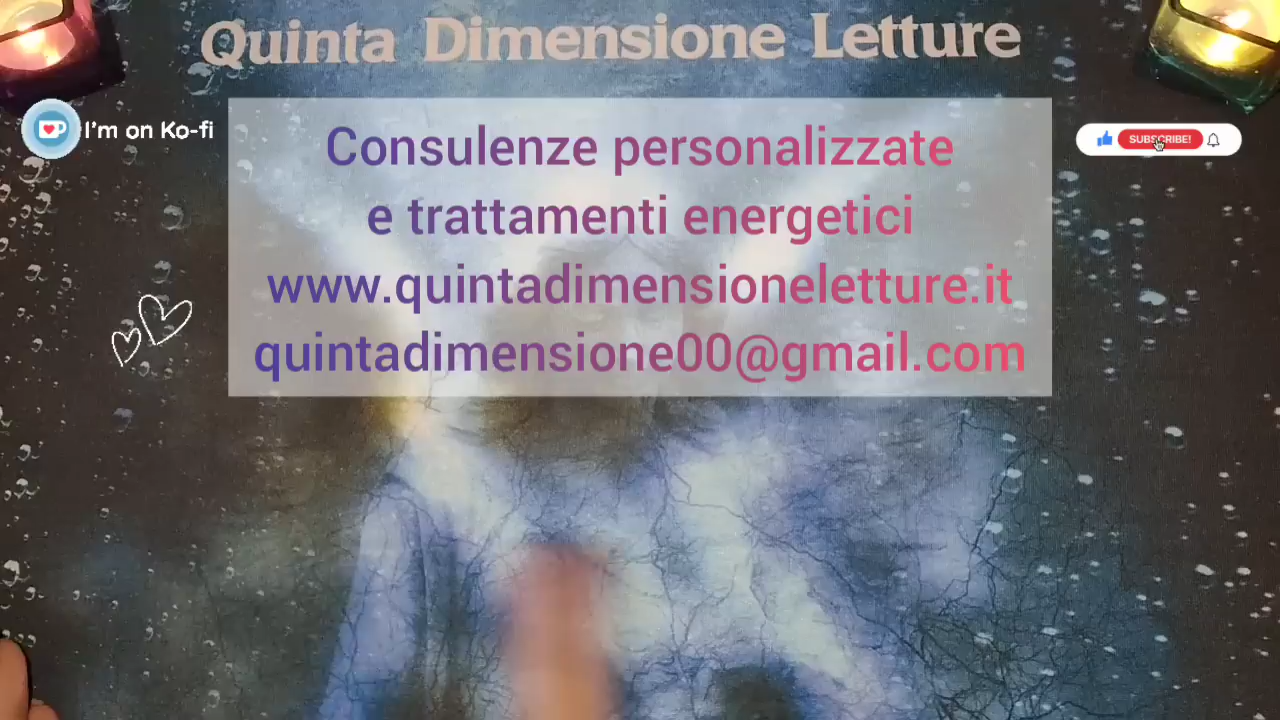 Quinta Dimensione Letture
I'm on Ko-fi
SUBSCRIBE!
Consulenze personalizzate
e trattamenti energetici
www.quintadimensioneletture.it
quintadimensione00@gmail.com